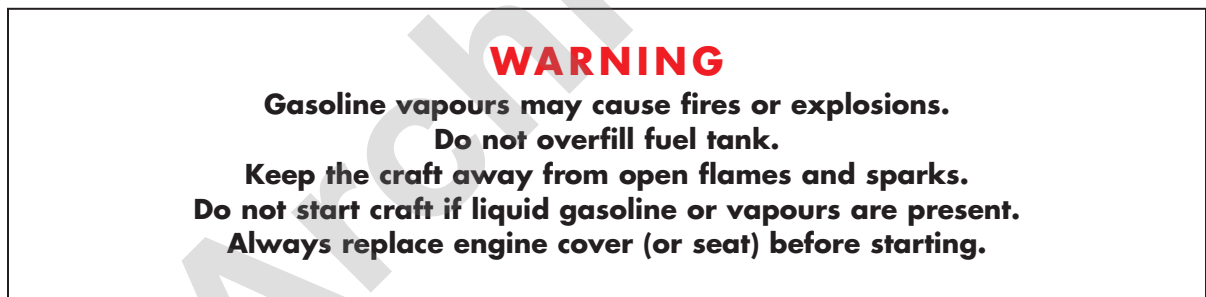 WARNING
Gasoline vapours may cause fires or explosions.
Do not overfill fuel tank.
Keep the craft away from open flames and sparks.
Do not start craft if liquid gasoline or vapours are present.
Always replace engine cover (or seat) before starting.